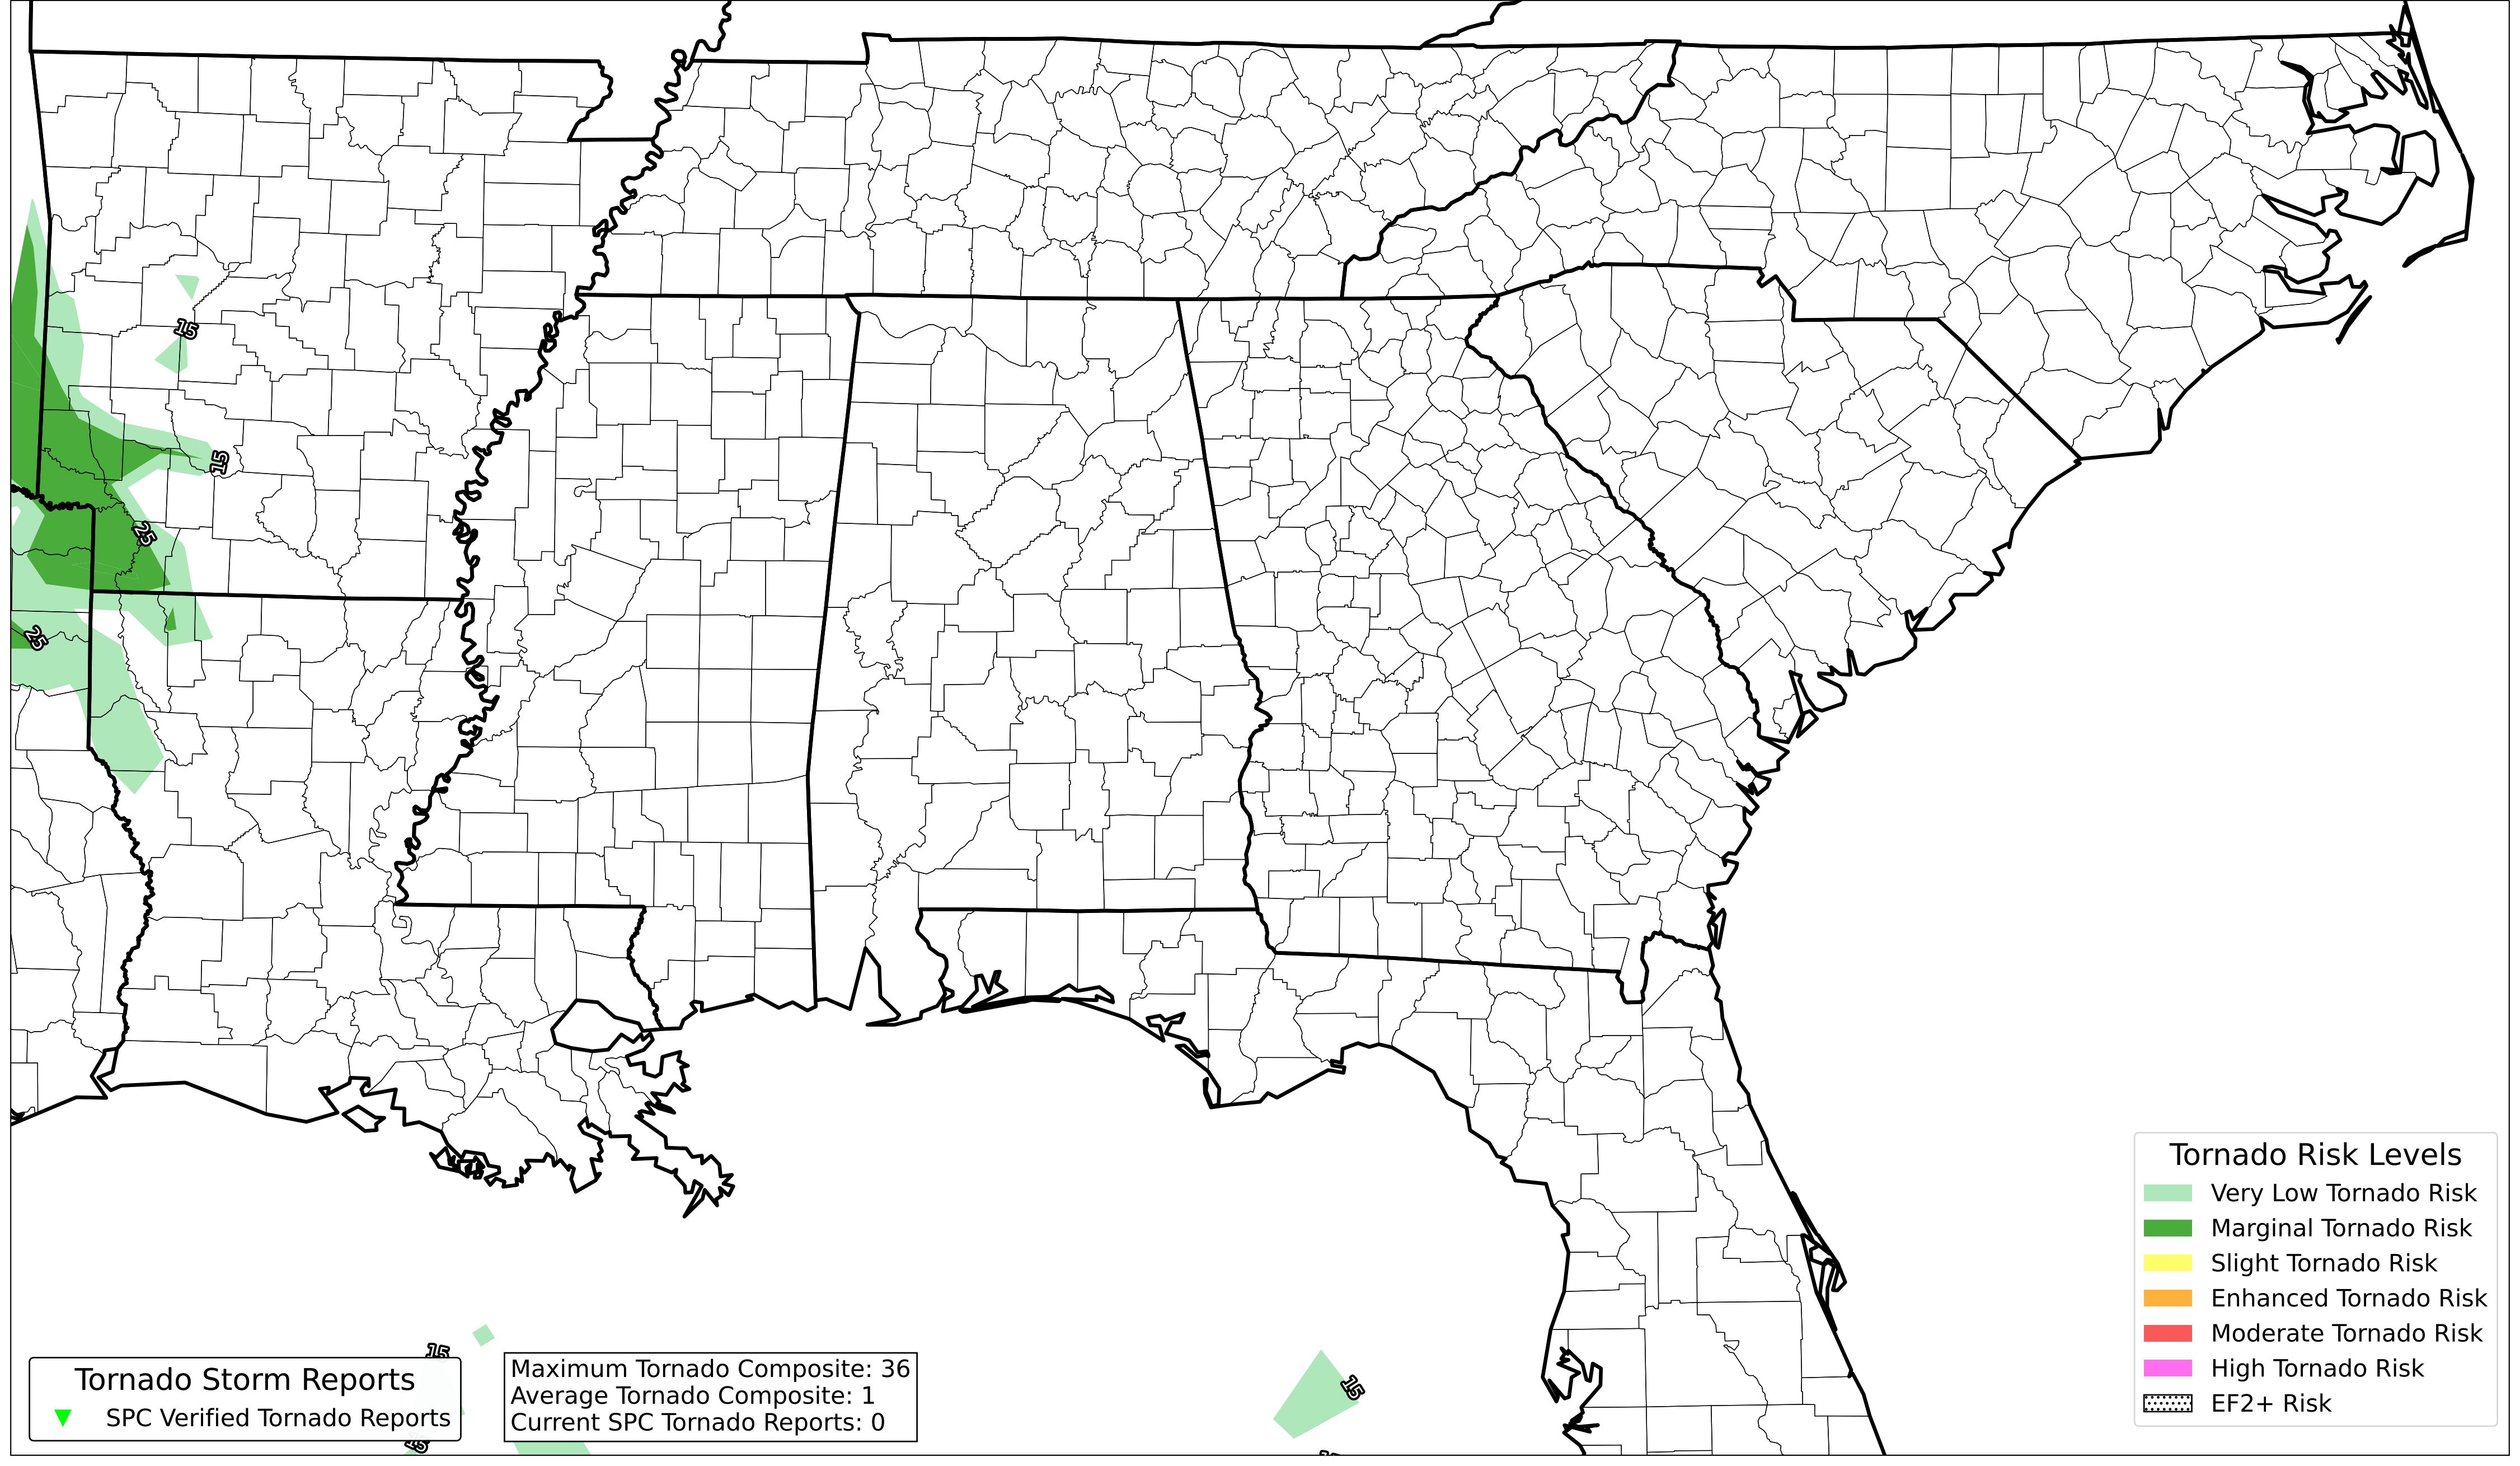 15
15
25
25
Tornado Risk Levels
Very Low Tornado Risk
Marginal Tornado Risk
Slight Tornado Risk
Enhanced Tornado Risk
Moderate Tornado Risk
High Tornado Risk
EF2+ Risk
15
Tornado Storm Reports
SPC Verified Tornado Reports
Maximum Tornado Composite: 36
Average Tornado Composite: 1
Current SPC Tornado Reports: 0
15
15